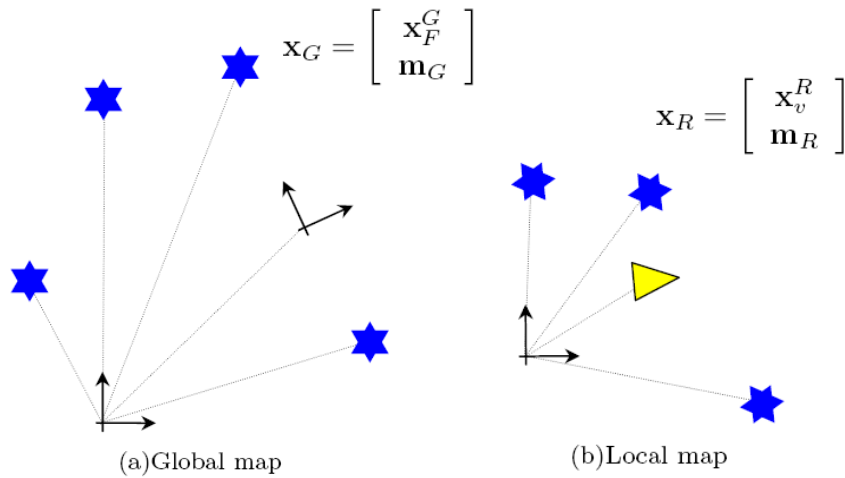 x_G = [ x_F^G
m_G ]
x_R = [ x_v^R
m_R ]
(a)Global map
(b)Local map